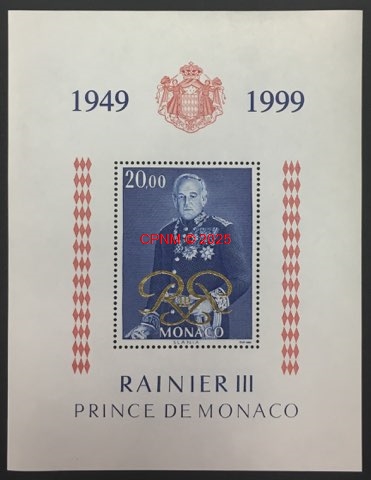 1949 1999
20,00
CPNM © 2025
MONACO
RAINIER III
PRINCE DE MONACO